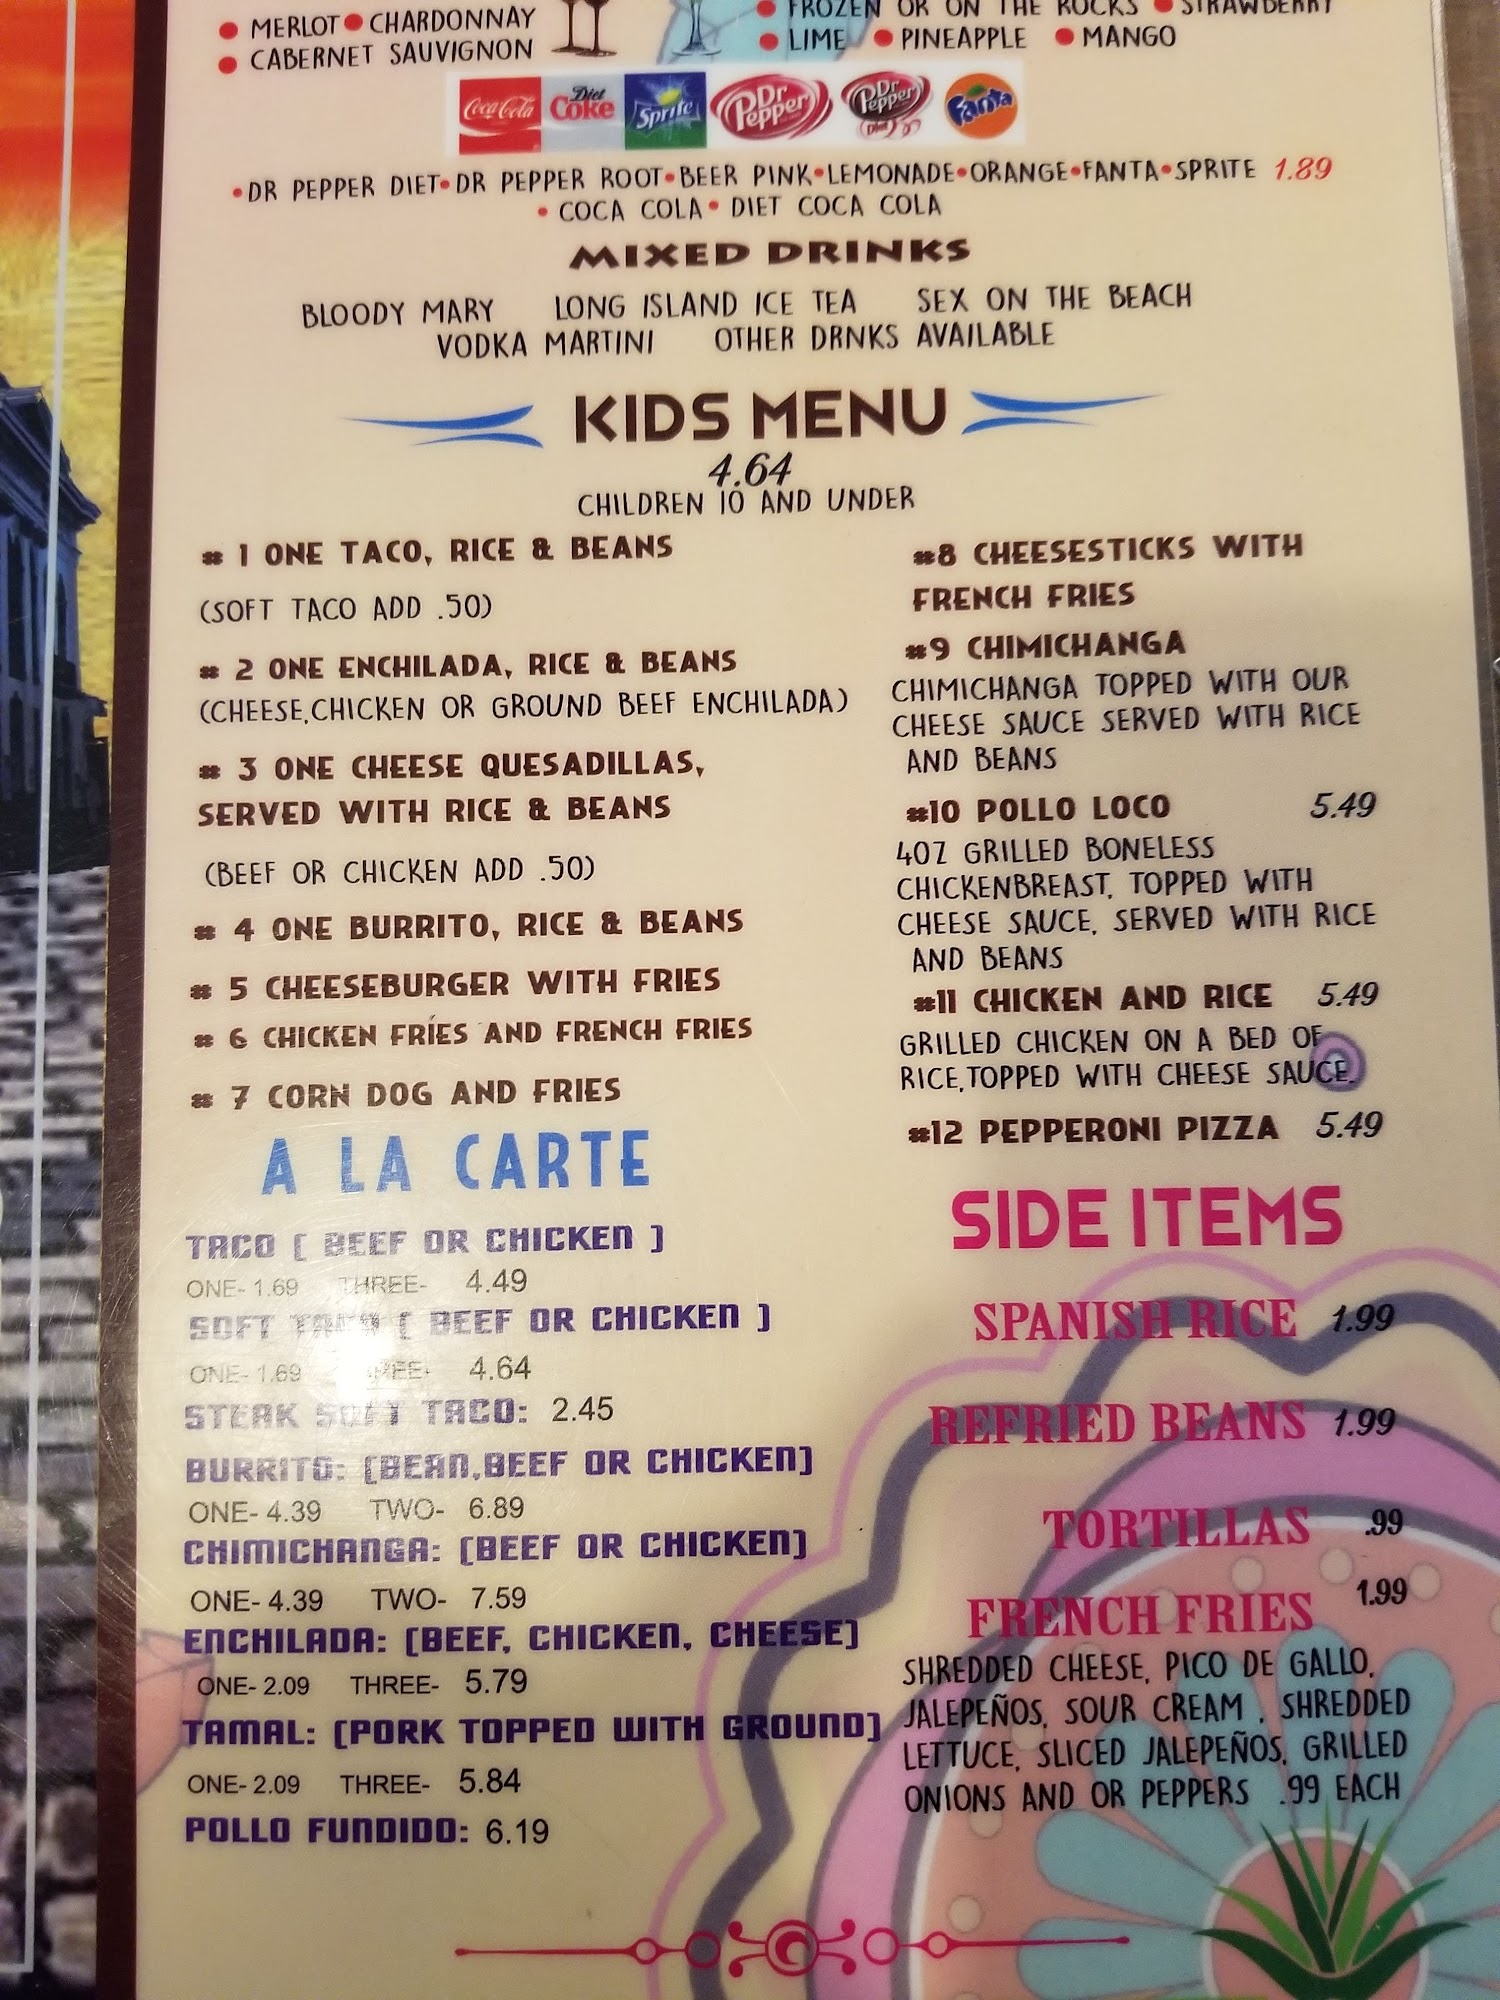 • MERLOT • CHARDONNAY
• CABERNET SAUVIGNON
• FROZEN OR ON THE ROCKS • STRAWBERRY
• LIME • PINEAPPLE • MANGO
Coca-Cola Diet Coke Sprite Dr Pepper Dr Pepper Diet Fanta
•DR PEPPER DIET•DR PEPPER ROOT•BEER PINK•LEMONADE•ORANGE•FANTA•SPRITE 1.89
• COCA COLA• DIET COCA COLA
MIXED DRINKS
BLOODY MARY LONG ISLAND ICE TEA SEX ON THE BEACH
VODKA MARTINI OTHER DRNKS AVAILABLE
KIDS MENU
4.64
CHILDREN 10 AND UNDER
# 1 ONE TACO, RICE & BEANS
(SOFT TACO ADD .50)
# 2 ONE ENCHILADA, RICE & BEANS
(CHEESE,CHICKEN OR GROUND BEEF ENCHILADA)
# 3 ONE CHEESE QUESADILLAS,
SERVED WITH RICE & BEANS
(BEEF OR CHICKEN ADD .50)
# 4 ONE BURRITO, RICE & BEANS
# 5 CHEESEBURGER WITH FRIES
# 6 CHICKEN FRÍES AND FRENCH FRIES
# 7 CORN DOG AND FRIES
#8 CHEESESTICKS WITH
FRENCH FRIES
#9 CHIMICHANGA
CHIMICHANGA TOPPED WITH OUR
CHEESE SAUCE SERVED WITH RICE
AND BEANS
#10 POLLO LOCO 5.49
4OZ GRILLED BONELESS
CHICKENBREAST, TOPPED WITH
CHEESE SAUCE, SERVED WITH RICE
AND BEANS
#11 CHICKEN AND RICE 5.49
GRILLED CHICKEN ON A BED OF
RICE,TOPPED WITH CHEESE SAUCE.
#12 PEPPERONI PIZZA 5.49
A LA CARTE
TACO [ BEEF OR CHICKEN ]
ONE- 1.69 THREE- 4.49
SOFT TACO [ BEEF OR CHICKEN ]
ONE- 1.69 THREE- 4.64
STEAK SOFT TACO: 2.45
BURRITO: [BEAN,BEEF OR CHICKEN]
ONE- 4.39 TWO- 6.89
CHIMICHANGA: [BEEF OR CHICKEN]
ONE- 4.39 TWO- 7.59
ENCHILADA: [BEEF, CHICKEN, CHEESE]
ONE- 2.09 THREE- 5.79
TAMAL: [PORK TOPPED WITH GROUND]
ONE- 2.09 THREE- 5.84
POLLO FUNDIDO: 6.19
SIDE ITEMS
SPANISH RICE 1.99
REFRIED BEANS 1.99
TORTILLAS .99
FRENCH FRIES 1.99
SHREDDED CHEESE, PICO DE GALLO,
JALEPEÑOS, SOUR CREAM , SHREDDED
LETTUCE, SLICED JALEPEÑOS, GRILLED
ONIONS AND OR PEPPERS .99 EACH